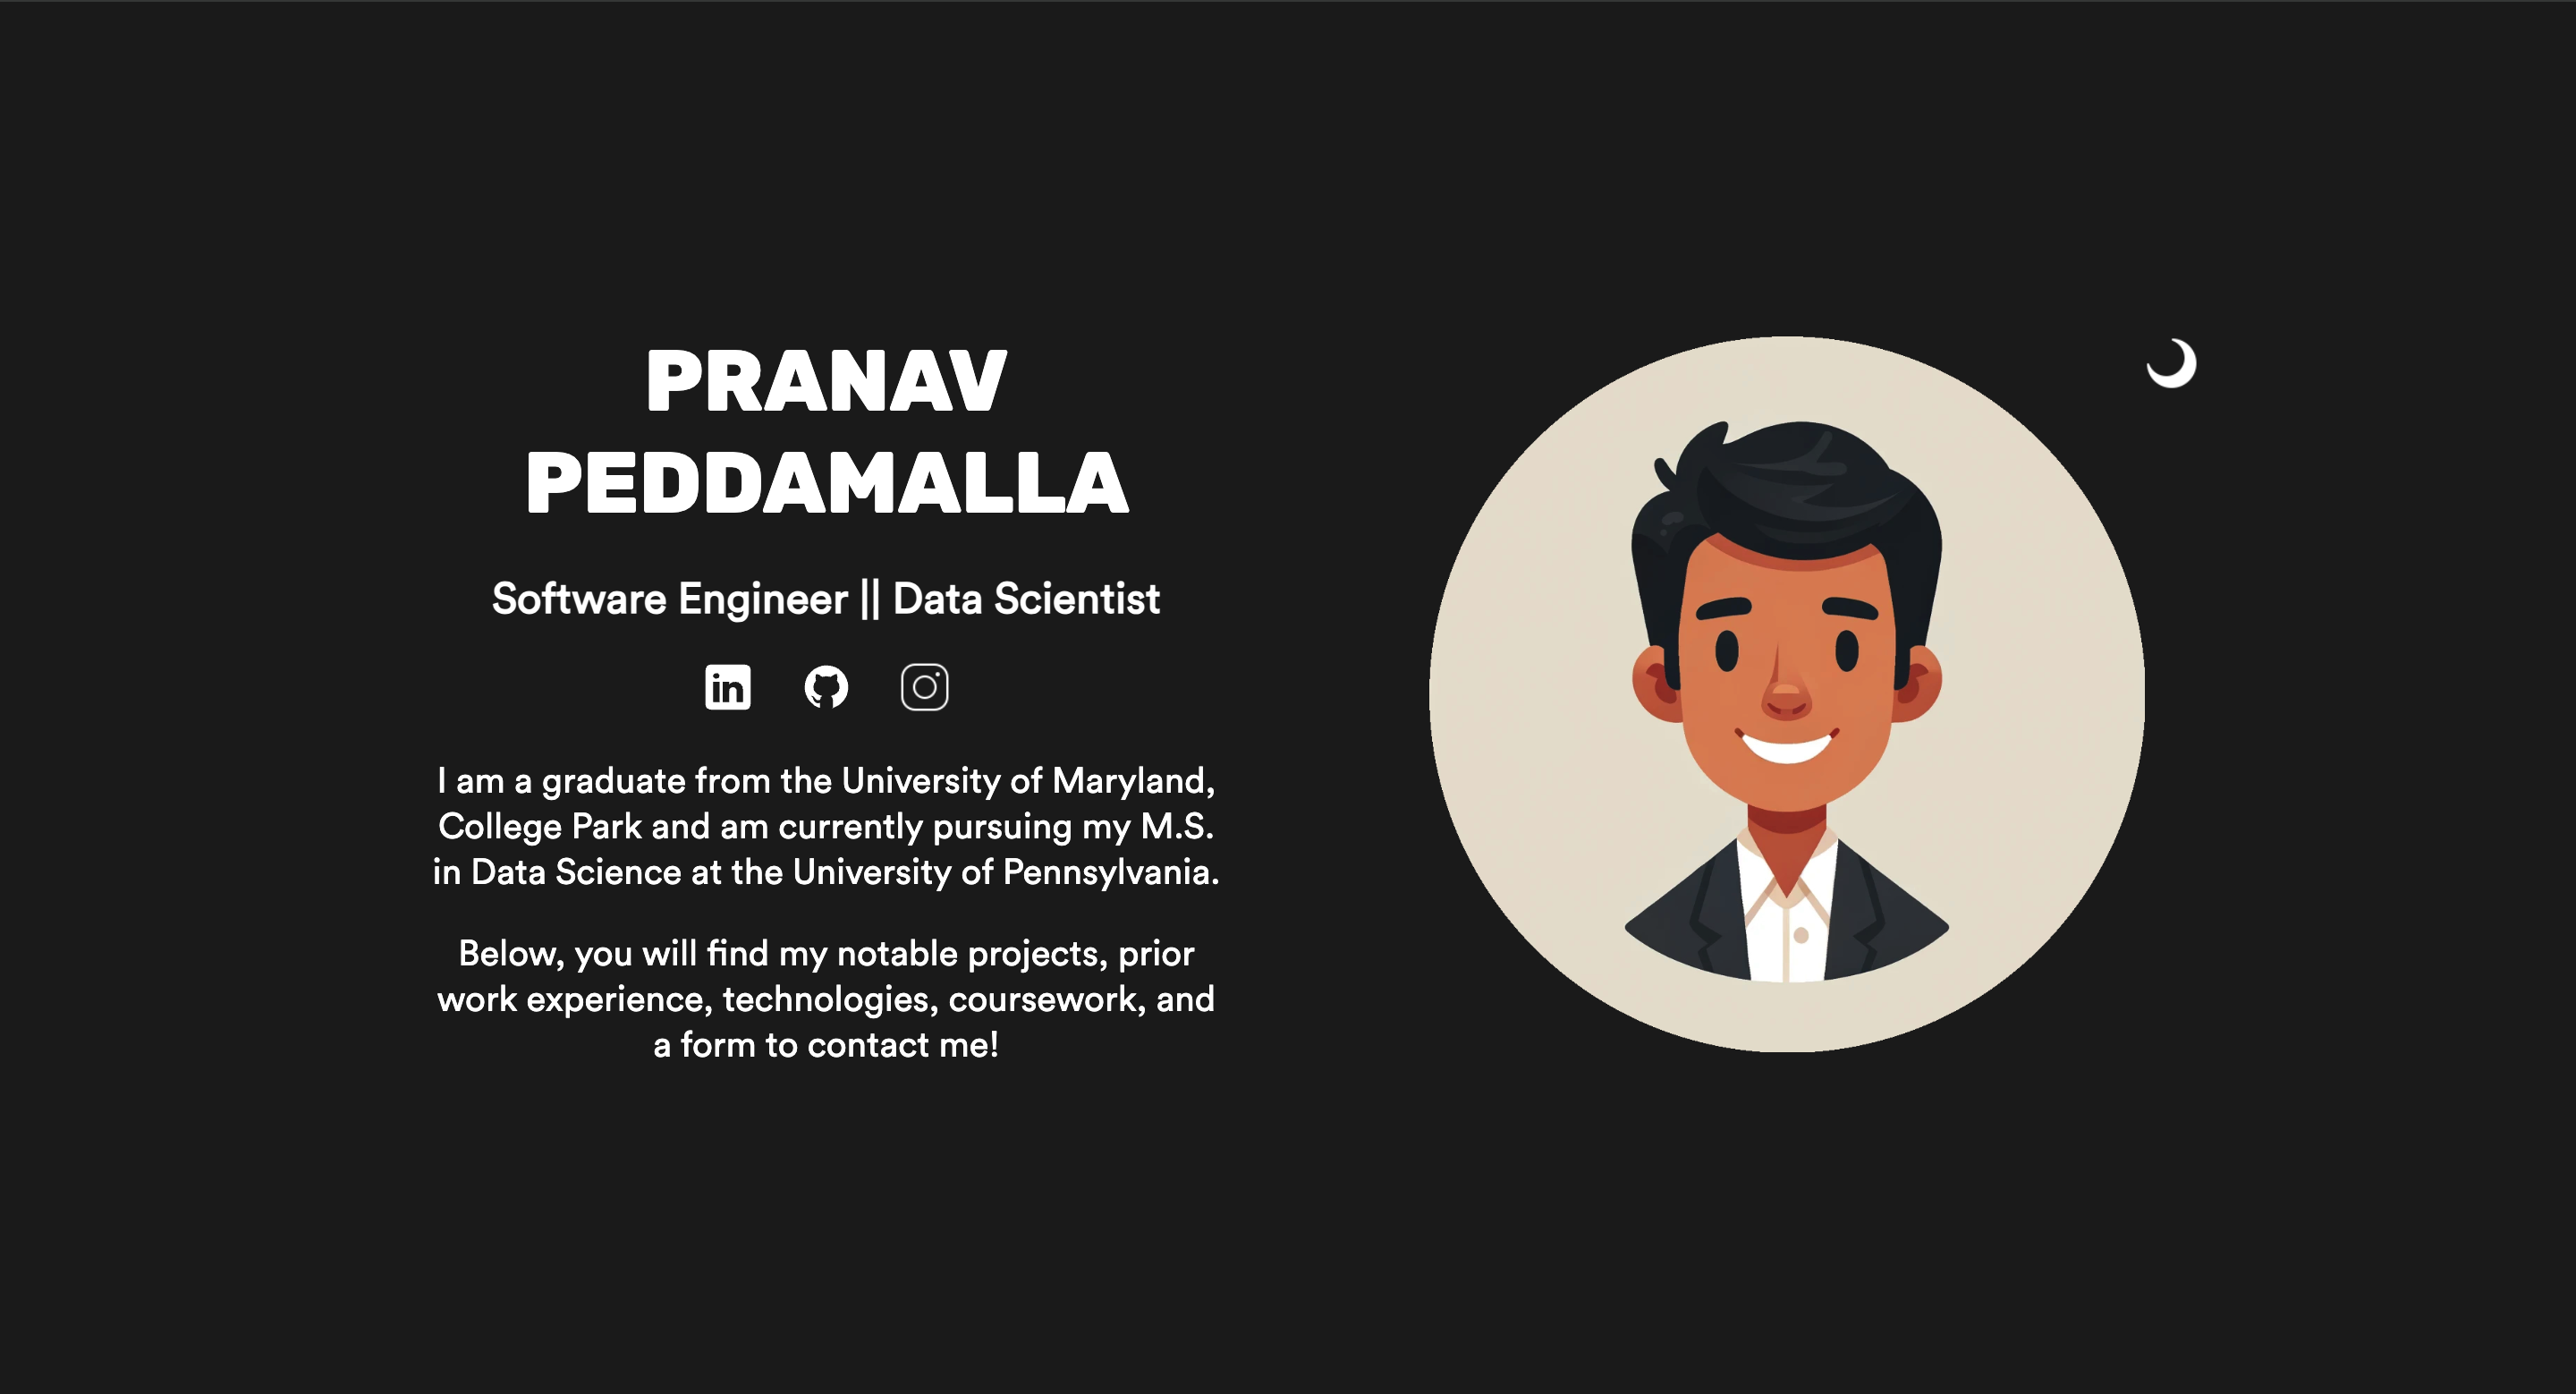 PRANAV
PEDDAMALLA
Software Engineer || Data Scientist
in
I am a graduate from the University of Maryland,
College Park and am currently pursuing my M.S.
in Data Science at the University of Pennsylvania.
Below, you will find my notable projects, prior
work experience, technologies, coursework, and
a form to contact me!